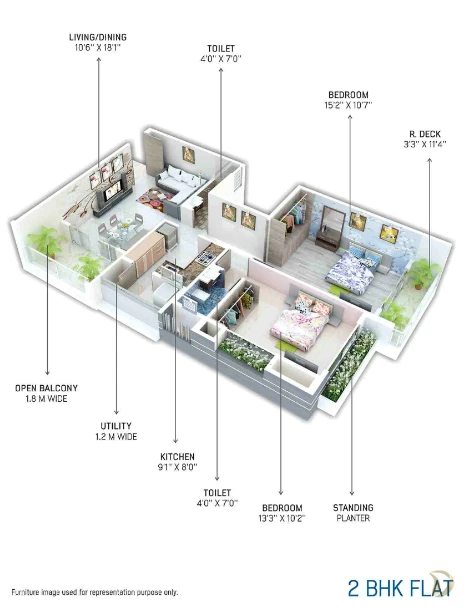 LIVING/DINING
10'6" X 18'1"
TOILET
4'0" X 7'0"
BEDROOM
15'2" X 10'7"
R. DECK
3'3" X 11'4"
OPEN BALCONY
1.8 M WIDE
UTILITY
1.2 M WIDE
KITCHEN
9'1" X 8'0"
TOILET
4'0" X 7'0"
BEDROOM
13'3" X 10'2"
STANDING
PLANTER
Furniture image used for representation purpose only.
2 BHK FLAT